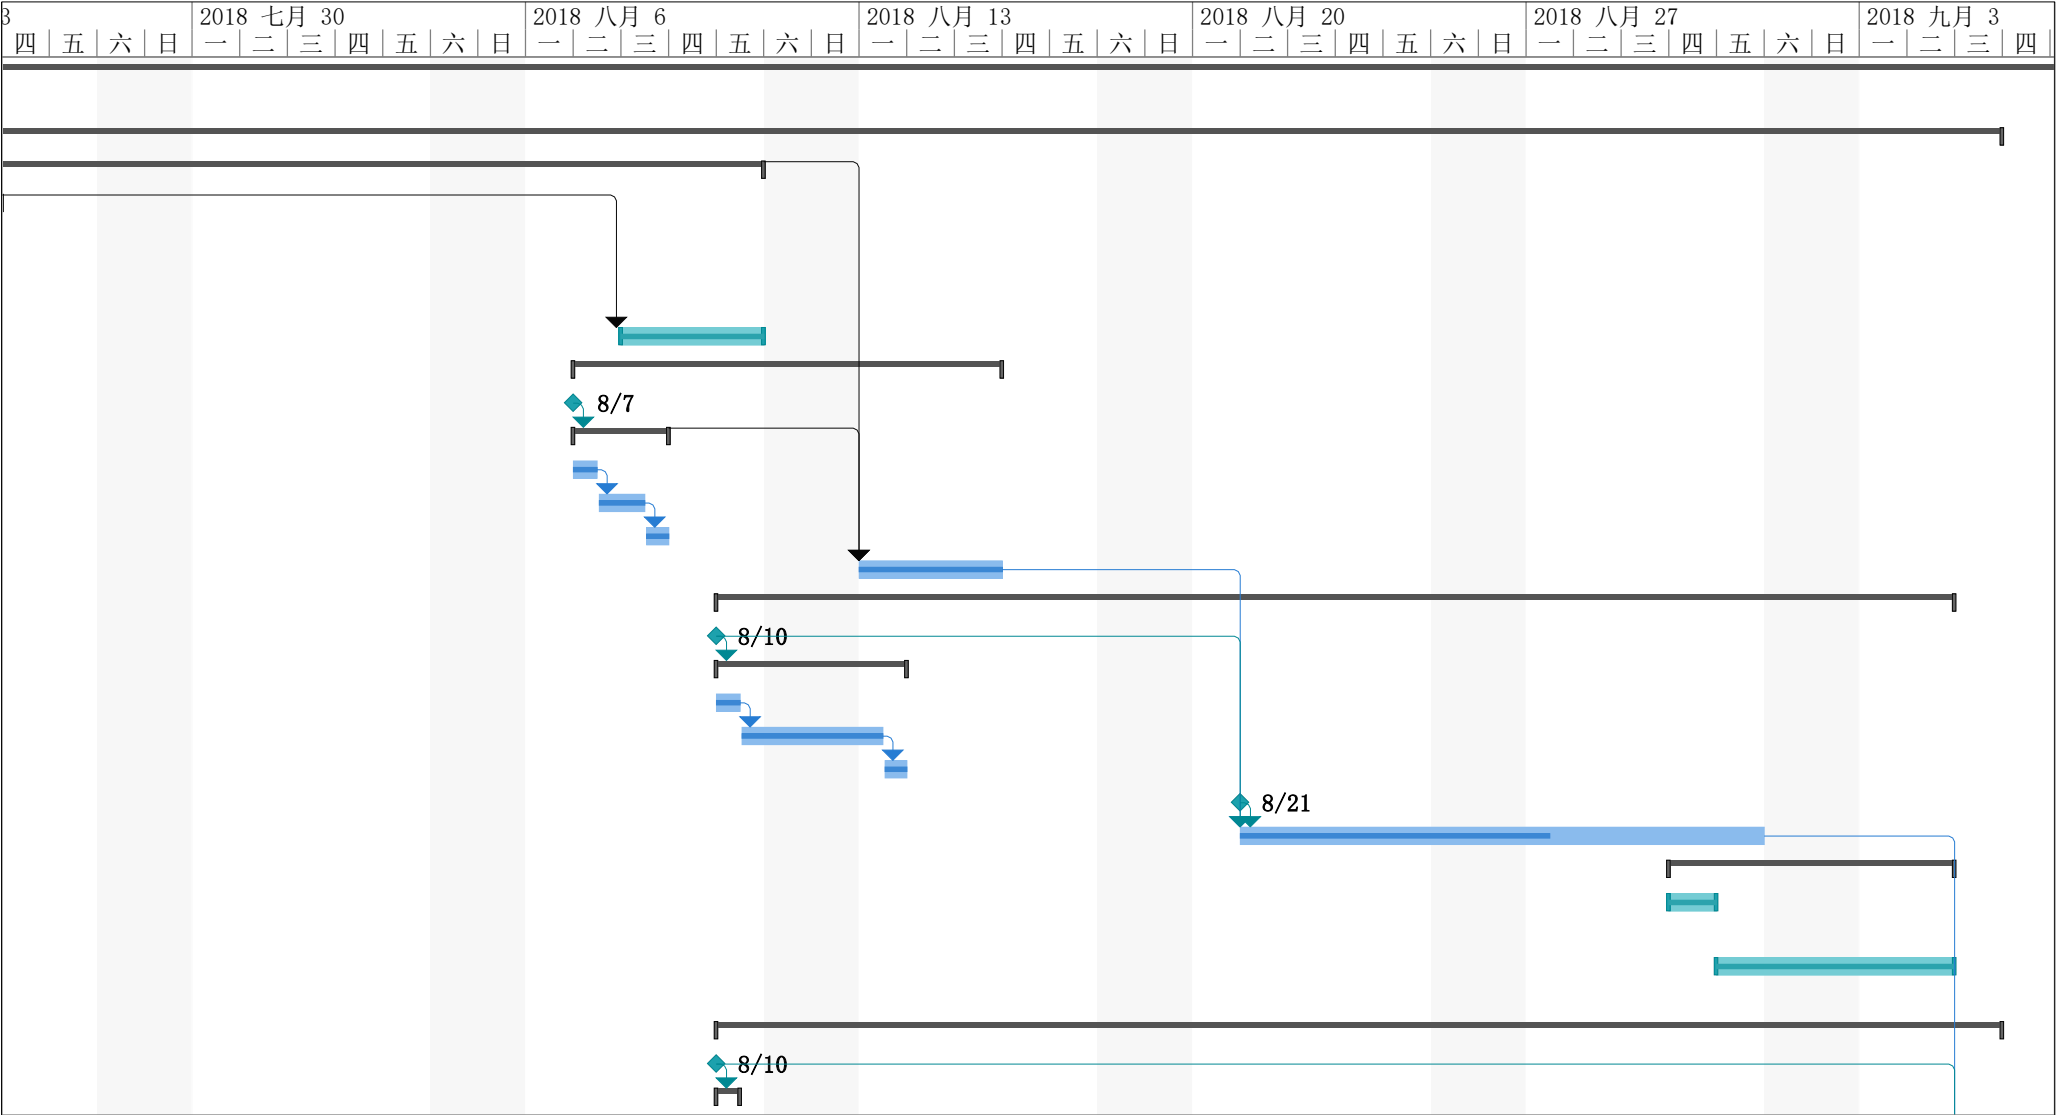 3 2018 七月 30 2018 八月 6 2018 八月 13 2018 八月 20 2018 八月 27 2018 九月 3
四 五 六 日 一 二 三 四 五 六 日 一 二 三 四 五 六 日 一 二 三 四 五 六 日 一 二 三 四 五 六 日 一 二 三 四 五 六 日 一 二 三 四
8/7
8/10
8/21
8/10